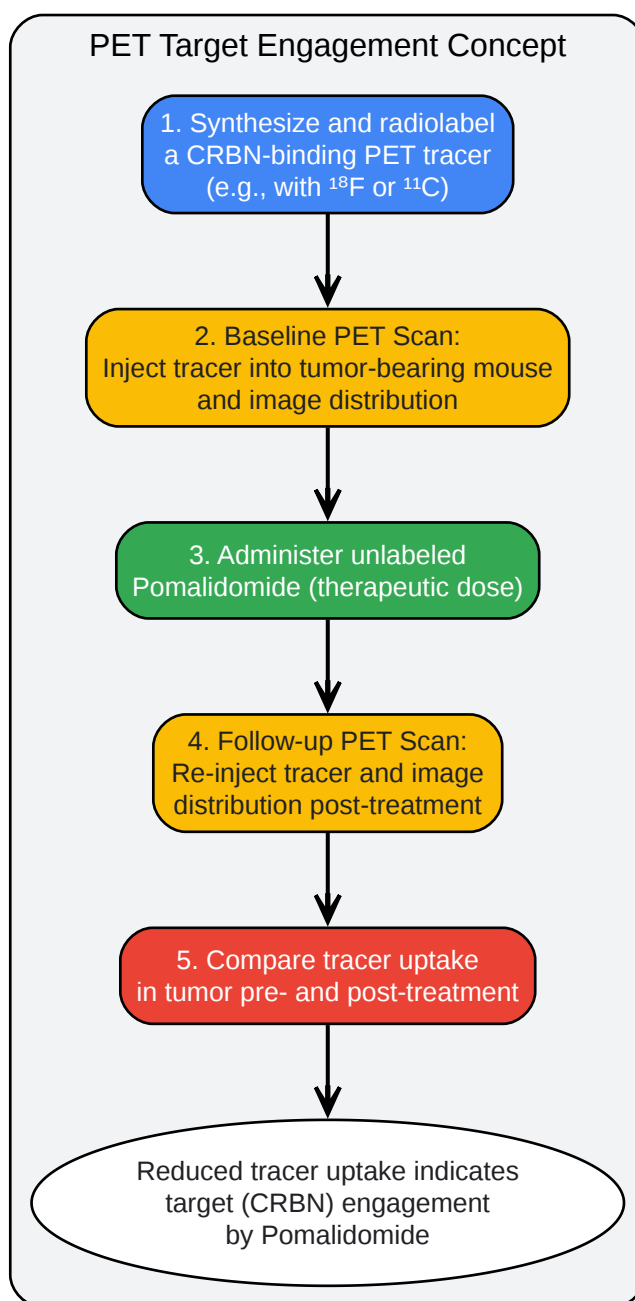 PET Target Engagement Concept
1. Synthesize and radiolabel
a CRBN-binding PET tracer
(e.g., with ¹⁸F or ¹¹C)
2. Baseline PET Scan:
Inject tracer into tumor-bearing mouse
and image distribution
3. Administer unlabeled
Pomalidomide (therapeutic dose)
4. Follow-up PET Scan:
Re-inject tracer and image
distribution post-treatment
5. Compare tracer uptake
in tumor pre- and post-treatment
Reduced tracer uptake indicates
target (CRBN) engagement
by Pomalidomide